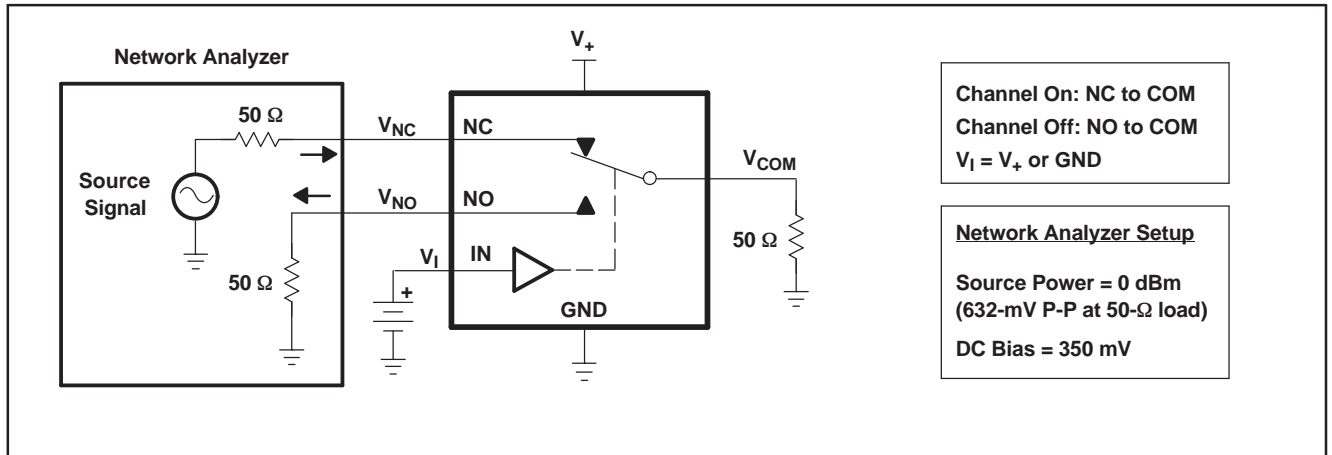 V+
Network Analyzer
50 Ω
VNC
NC
Source
Signal
VNO
NO
50 Ω
VI
IN
+
GND
VCOM
50 Ω
Channel On: NC to COM
Channel Off: NO to COM
VI = V+ or GND
Network Analyzer Setup
Source Power = 0 dBm
(632-mV P-P at 50-Ω load)
DC Bias = 350 mV